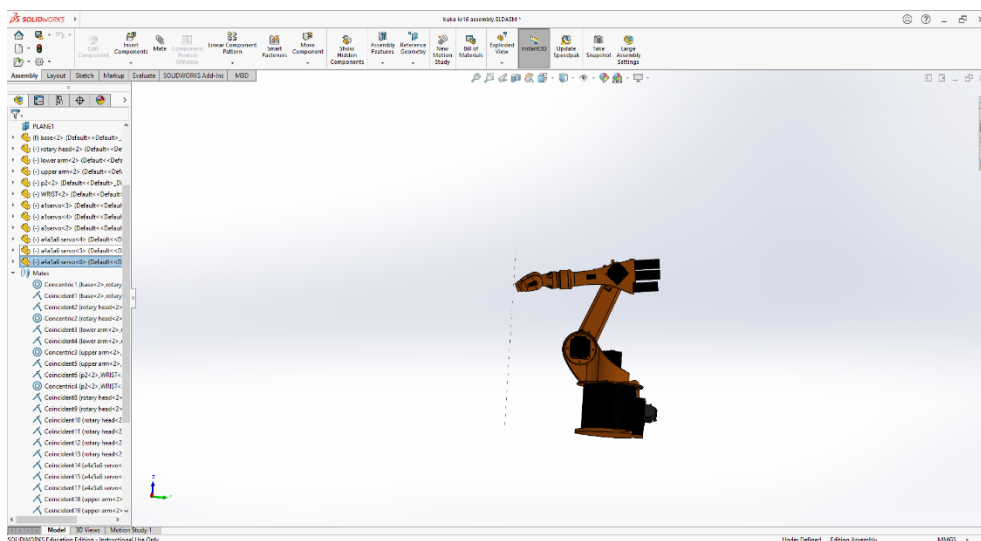 SOLIDWORKS
kuka kr16 assembly.SLDASM *
Edit Component
Insert Components
Mate
Component Preview Window
Linear Component Pattern
Smart Fasteners
Move Component
Show Hidden Components
Assembly Features
Reference Geometry
New Motion Study
Bill of Materials
Exploded View
Instant3D
Update Speedpak
Take Snapshot
Large Assembly Settings
Assembly Layout Sketch Markup Evaluate SOLIDWORKS Add-Ins MBD
PLANE1
(f) base<2> (Default<<Default>_
(-) rotary head<2> (Default<<De
(-) lower arm<2> (Default<<Defa
(-) upper arm<2> (Default<<Defa
(-) p2<2> (Default<<Default>_Di
(-) WRIST<2> (Default<<Default>
(-) a1servo<3> (Default<<Defaul
(-) a1servo<4> (Default<<Defaul
(-) a3servo<2> (Default<<Defaul
(-) a4a5a6 servo<4> (Default<<D
(-) a4a5a6 servo<5> (Default<<D
(-) a4a5a6 servo<6> (Default<<D
Mates
Concentric1 (base<2>,rotary
Coincident1 (base<2>,rotary
Coincident2 (rotary head<2>
Concentric2 (rotary head<2>
Coincident3 (lower arm<2>,
Coincident4 (lower arm<2>,
Concentric3 (upper arm<2>,
Coincident5 (upper arm<2>,
Coincident6 (p2<2>,WRIST<
Concentric4 (p2<2>,WRIST<
Coincident8 (rotary head<2>
Coincident9 (rotary head<2>
Coincident10 (rotary head<2
Coincident11 (rotary head<2
Coincident12 (rotary head<2
Coincident13 (rotary head<2
Coincident14 (a4a5a6 servo<
Coincident15 (a4a5a6 servo<
Coincident17 (a4a5a6 servo<
Coincident18 (upper arm<2>
Coincident19 (upper arm<2>
Z
Y
Model 3D Views Motion Study 1
SOLIDWORKS Education Edition - Instructional Use Only
Under Defined Editing Assembly MMGS